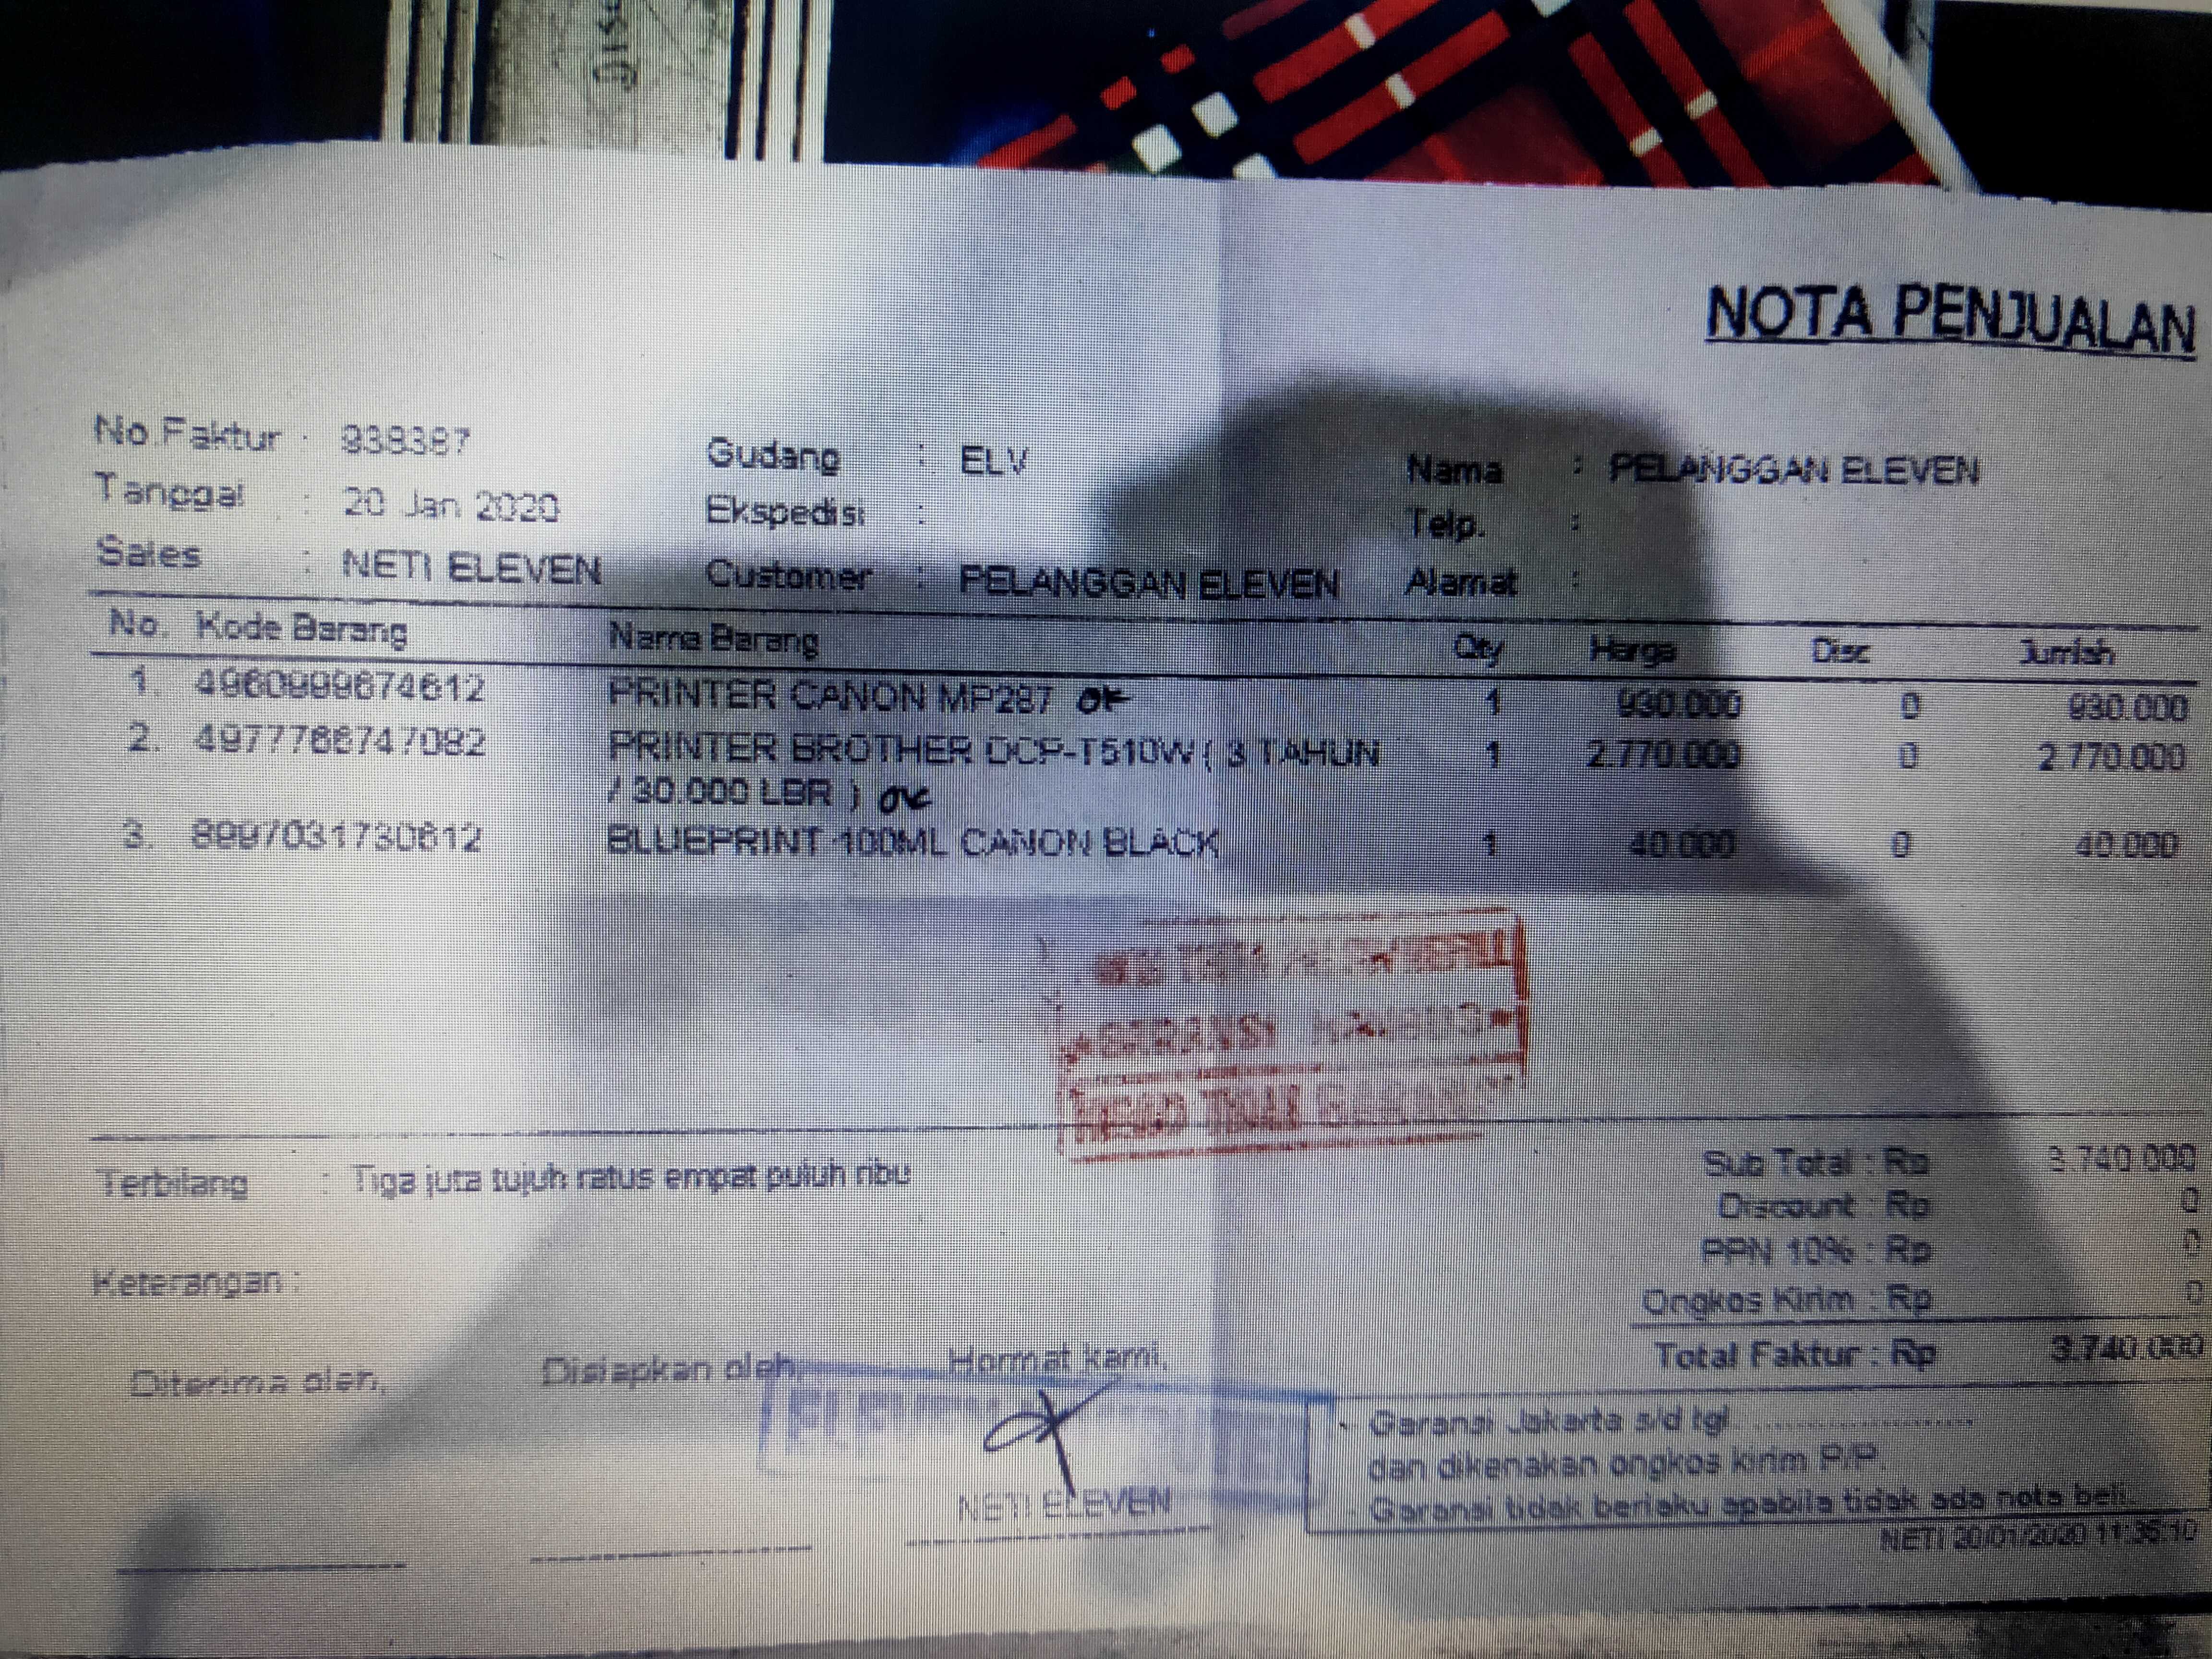 NOTA PENJUALAN
No.Faktur : 938387 Gudang : ELV Nama : PELANGGAN ELEVEN
Tanggal : 20 Jan 2020 Ekspedisi : Telp. :
Sales : NETI ELEVEN Customer : PELANGGAN ELEVEN Alamat :
No. Kode Barang Nama Barang Qty Harga Disc Jumlah
1. 4960999674612 PRINTER CANON MP287 OK 1 930.000 0 930.000
2. 4977766747082 PRINTER BROTHER DCP-T510W ( 3 TAHUN 1 2.770.000 0 2.770.000
/ 30.000 LBR ) OK
3. 8997031730612 BLUEPRINT 100ML CANON BLACK 1 40.000 0 40.000
GARANSI
TIDAK
Terbilang : Tiga juta tujuh ratus empat puluh ribu
Sub Total : Rp 3.740.000
Discount : Rp 0
PPN 10% : Rp 0
Keterangan :
Ongkos Kirim : Rp 0
Total Faktur : Rp 3.740.000
Diterima oleh, Disiapkan oleh, Hormat kami,
NETI ELEVEN
- Garansi Jakarta s/d tgl ....................
dan dikenakan ongkos kirim P.P.
- Garansi tidak berlaku apabila tidak ada nota beli.
NETI 20/01/2020 11:35:10